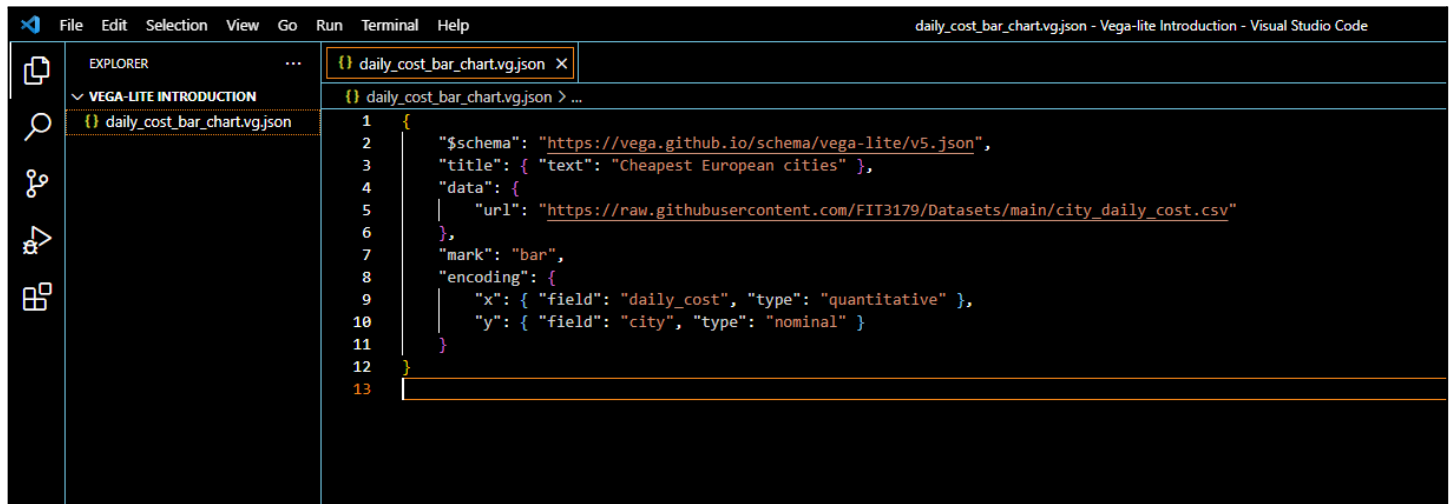 File Edit Selection View Go Run Terminal Help daily_cost_bar_chart.vg.json - Vega-lite Introduction - Visual Studio Code
EXPLORER ... {} daily_cost_bar_chart.vg.json ×
VEGA-LITE INTRODUCTION {} daily_cost_bar_chart.vg.json > ...
{} daily_cost_bar_chart.vg.json
1 {
2 "$schema": "https://vega.github.io/schema/vega-lite/v5.json",
3 "title": { "text": "Cheapest European cities" },
4 "data": {
5 "url": "https://raw.githubusercontent.com/FIT3179/Datasets/main/city_daily_cost.csv"
6 },
7 "mark": "bar",
8 "encoding": {
9 "x": { "field": "daily_cost", "type": "quantitative" },
10 "y": { "field": "city", "type": "nominal" }
11 }
12 }
13